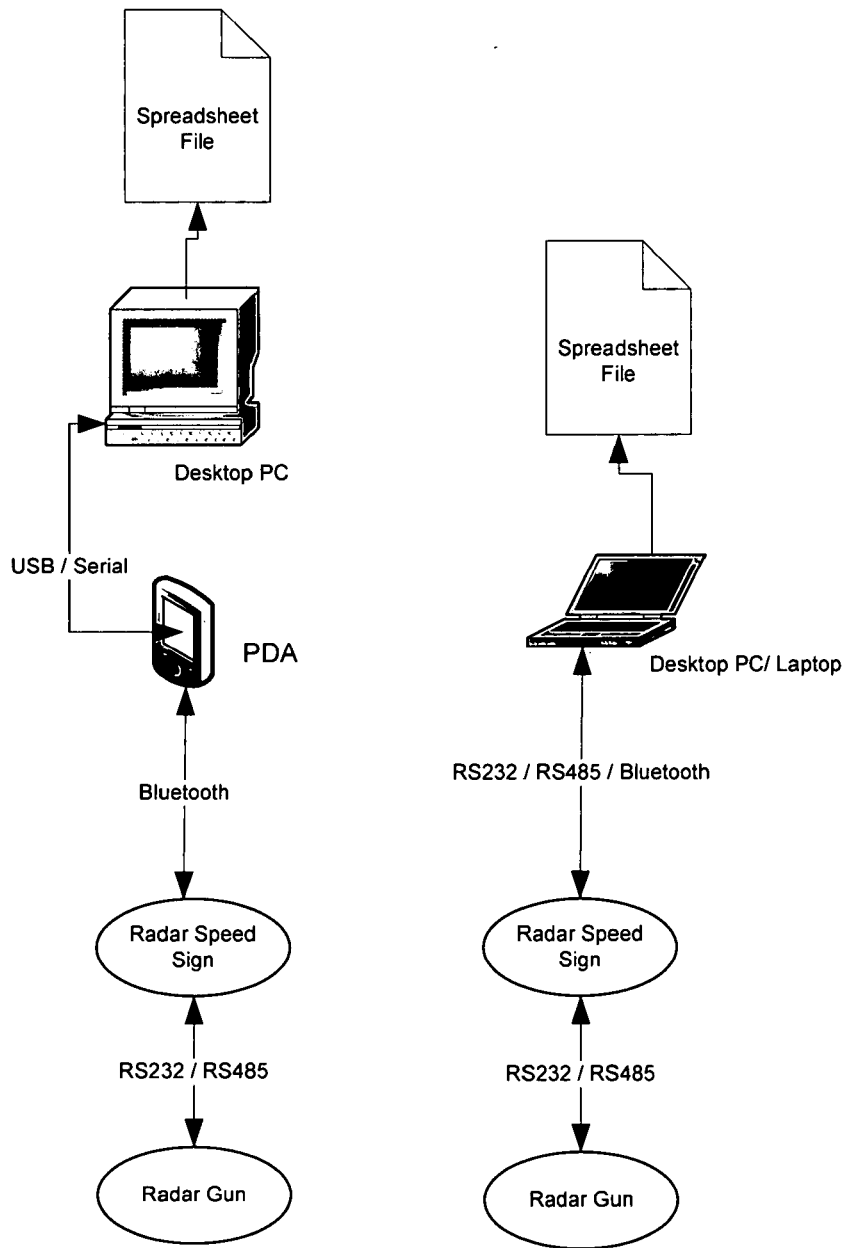 Spreadsheet
File
Desktop PC
USB / Serial
PDA
Bluetooth
Radar Speed
Sign
RS232 / RS485
Radar Gun
Spreadsheet
File
Desktop PC/ Laptop
RS232 / RS485 / Bluetooth
Radar Speed
Sign
RS232 / RS485
Radar Gun